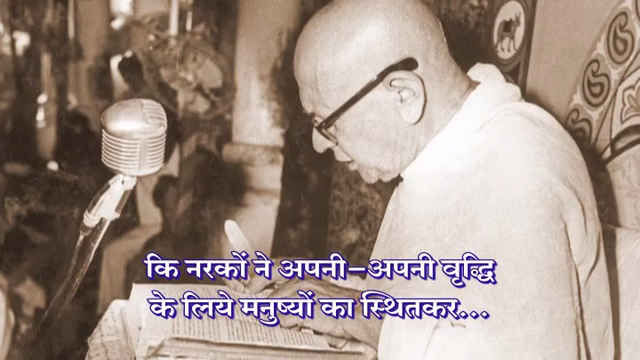 कि नरकों ने अपनी-अपनी वृद्धि
के लिये मनुष्यों का स्थितकर...